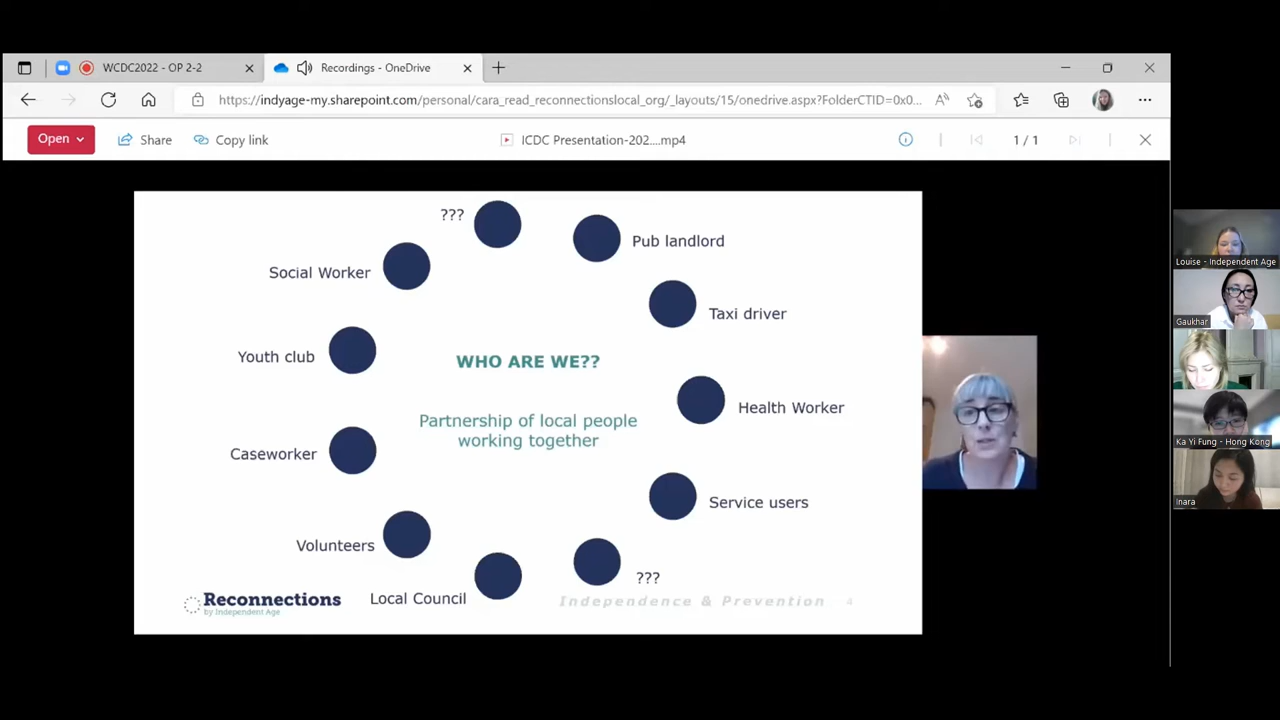 WCDC2022 - OP 2-2
Recordings - OneDrive
https://indyage-my.sharepoint.com/personal/cara_read_reconnectionslocal_org/_layouts/15/onedrive.aspx?FolderCTID=0x0...
Open
Share
Copy link
ICDC Presentation-202....mp4
1 / 1
???
Pub landlord
Social Worker
Taxi driver
Youth club
WHO ARE WE??
Health Worker
Partnership of local people
working together
Caseworker
Service users
Volunteers
???
Local Council
Reconnections
by Independent Age
Independence & Prevention
4
Louise - Independent Age
Gaukhar
Ka Yi Fung - Hong Kong
Inara